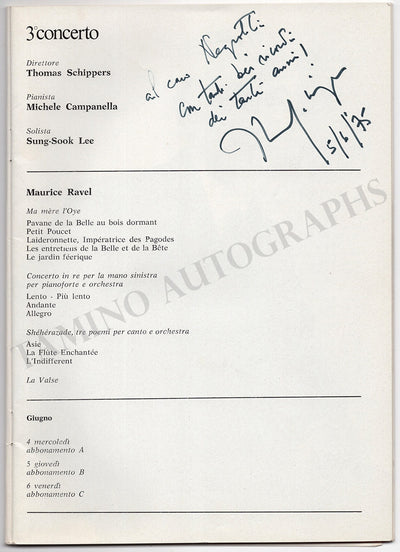 3° concerto
al caro
con tanti bei ricordi
dei tanti anni!
5/6/75
Direttore
Thomas Schippers
Pianista
Michele Campanella
Solista
Sung-Sook Lee
Maurice Ravel
Ma mère l'Oye
Pavane de la Belle au bois dormant
Petit Poucet
Laideronnette, Impératrice des Pagodes
Les entretiens de la Belle et de la Bête
Le jardin féerique
Concerto in re per la mano sinistra
per pianoforte e orchestra
Lento - Più lento
Andante
Allegro
Shéhérazade, tre poemi per canto e orchestra
Asie
La Flûte Enchantée
L'Indifferent
La Valse
TAMINO AUTOGRAPHS
Giugno
4 mercoledì
abbonamento A
5 giovedì
abbonamento B
6 venerdì
abbonamento C